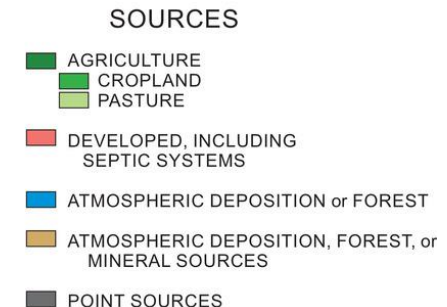 SOURCES
AGRICULTURE
CROPLAND
PASTURE
DEVELOPED, INCLUDING
SEPTIC SYSTEMS
ATMOSPHERIC DEPOSITION or FOREST
ATMOSPHERIC DEPOSITION, FOREST, or
MINERAL SOURCES
POINT SOURCES